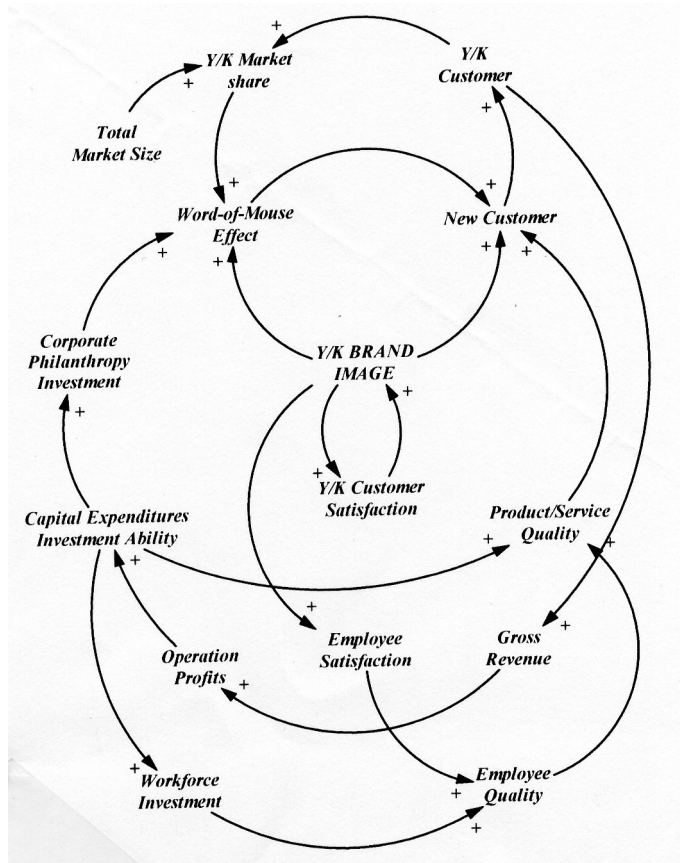 Y/K Market
share
Y/K
Customer
+
+
+
Total
Market Size
+
+
Word-of-Mouse
Effect
New Customer
+
+
+
+
Corporate
Philanthropy
Investment
Y/K BRAND
IMAGE
+
+
+
Y/K Customer
Satisfaction
Capital Expenditures
Investment Ability
Product/Service
Quality
+
+
+
+
Employee
Satisfaction
Gross
Revenue
+
Operation
Profits
+
+
Workforce
Investment
Employee
Quality
+
+